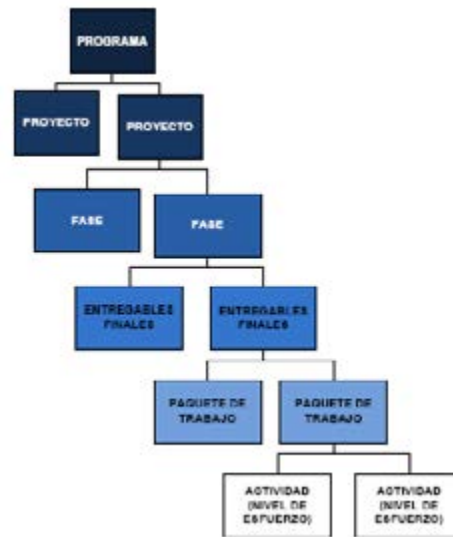 PROGRAMA
PROYECTO
PROYECTO
FASE
FASE
ENTREGABLES
FINALES
ENTREGABLES
FINALES
PAQUETE DE
TRABAJO
PAQUETE DE
TRABAJO
ACTIVIDAD
(NIVEL DE
ESFUERZO)
ACTIVIDAD
(NIVEL DE
ESFUERZO)